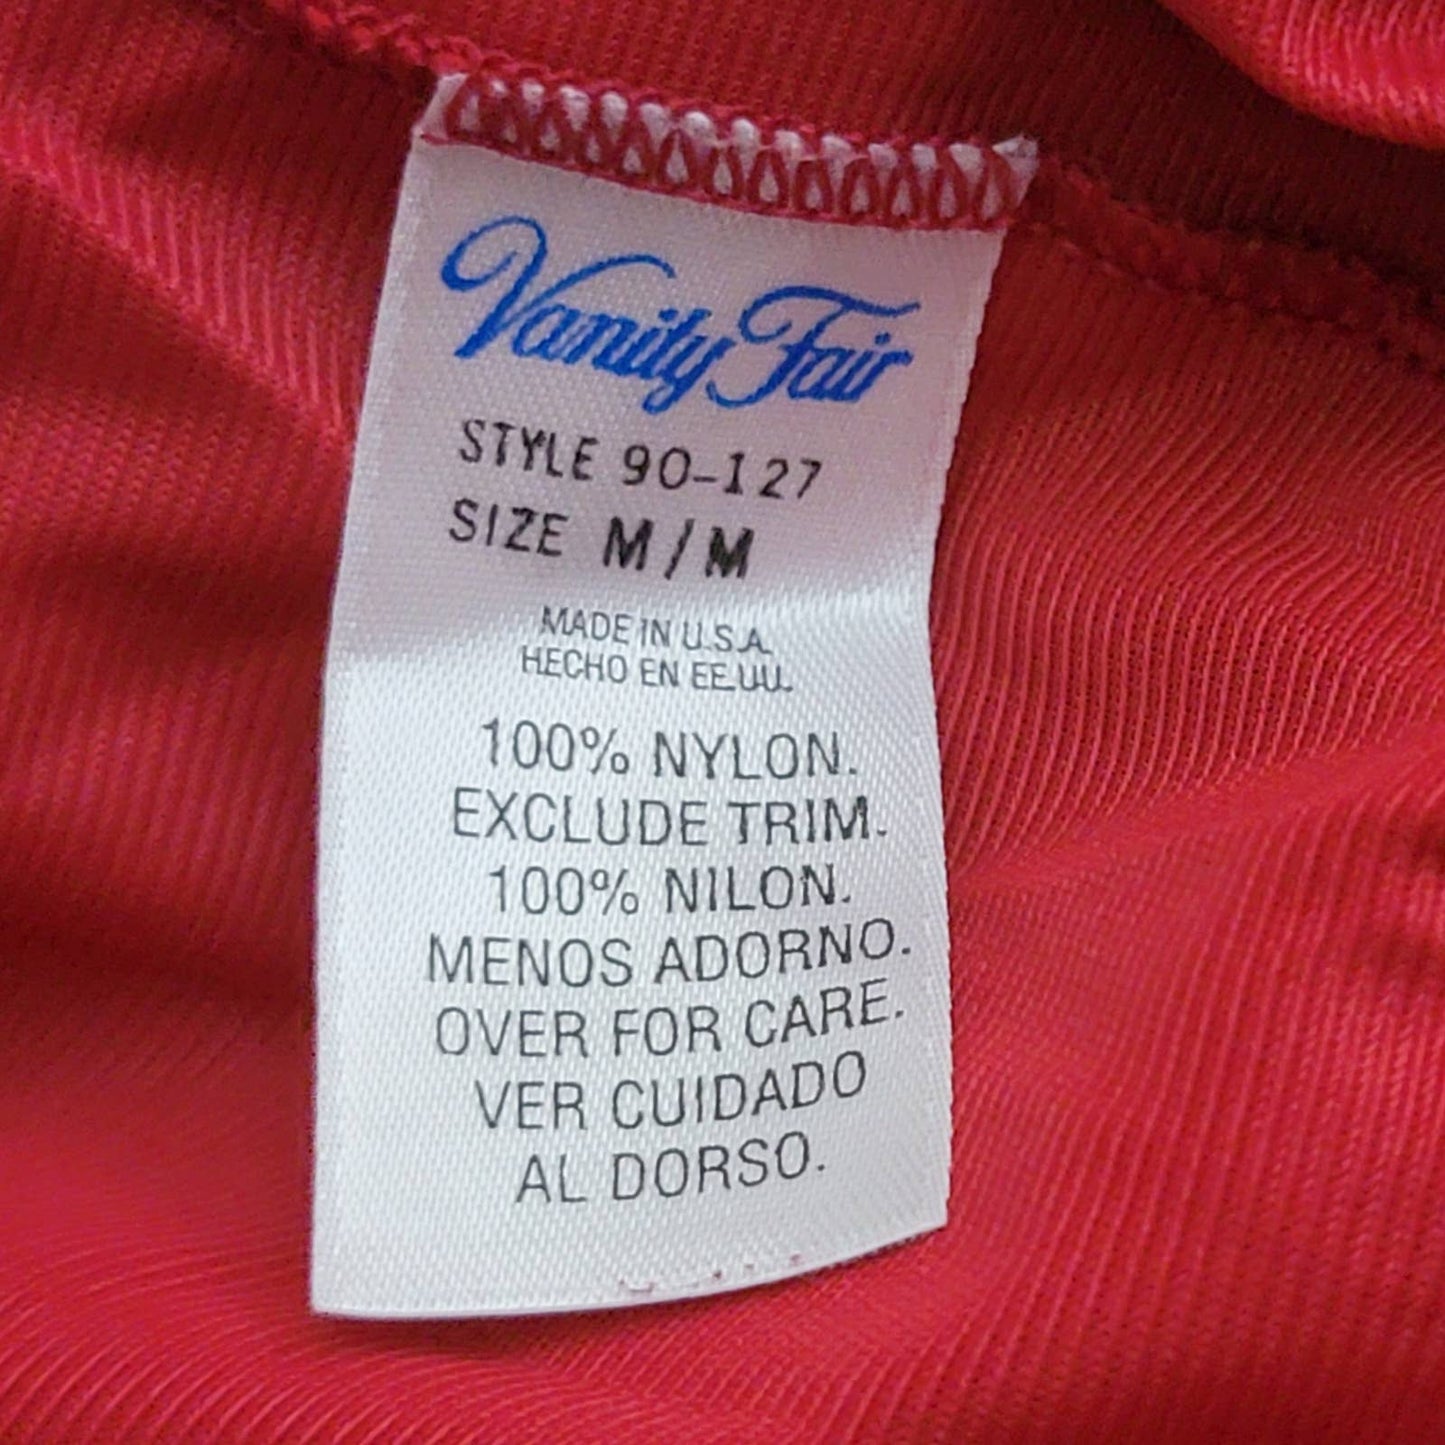 Vanity Fair
STYLE 90-127
SIZE M/M
MADE IN U.S.A.
HECHO EN EE.UU.
100% NYLON.
EXCLUDE TRIM.
100% NILON.
MENOS ADORNO.
OVER FOR CARE.
VER CUIDADO
AL DORSO.